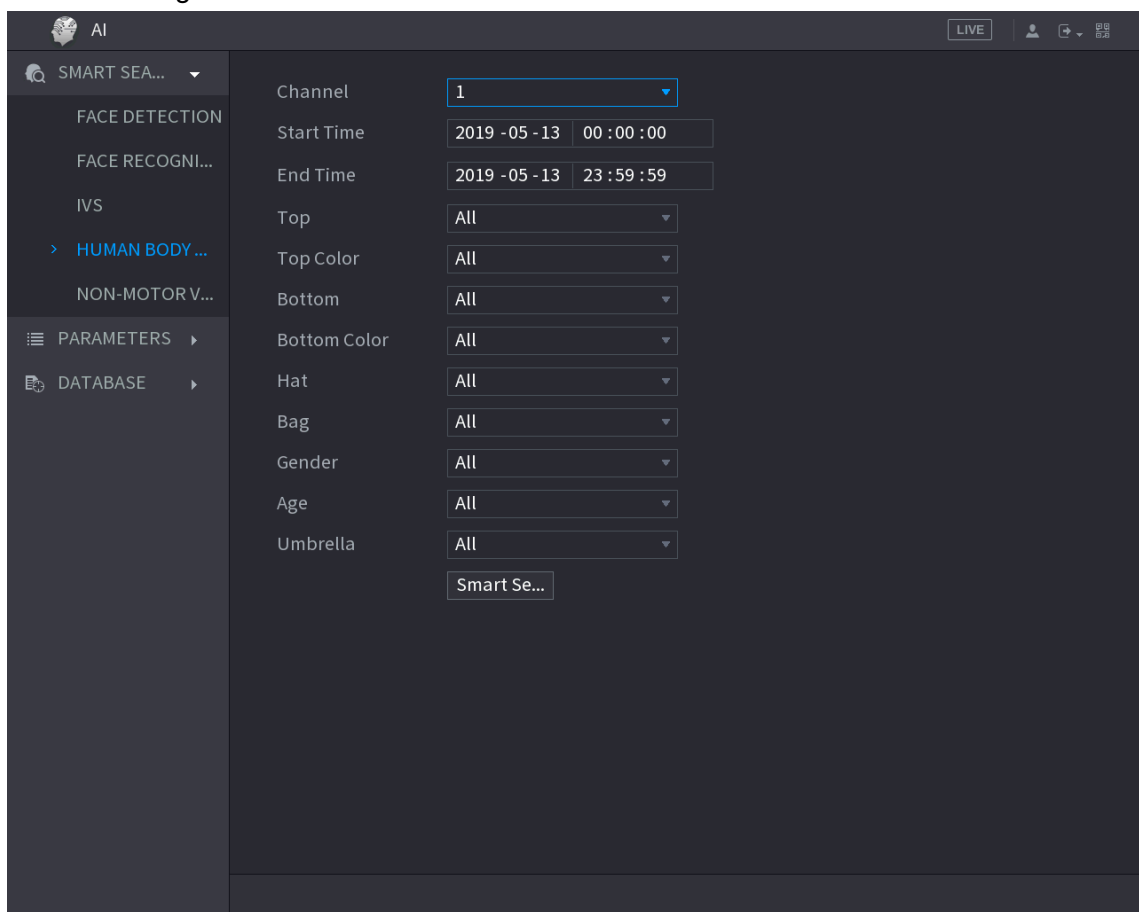 AI
LIVE
SMART SEA...
FACE DETECTION
FACE RECOGNI...
IVS
HUMAN BODY ...
NON-MOTOR V...
PARAMETERS
DATABASE
Channel 1
Start Time 2019 -05 -13 00 : 00 : 00
End Time 2019 -05 -13 23 : 59 : 59
Top All
Top Color All
Bottom All
Bottom Color All
Hat All
Bag All
Gender All
Age All
Umbrella All
Smart Se...